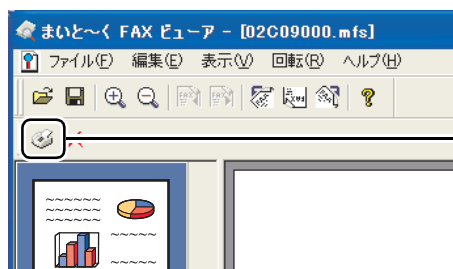 まいと～く FAX ビューア - [02C09000.mfs]
ファイル(F) 編集(E) 表示(V) 回転(R) ヘルプ(H)